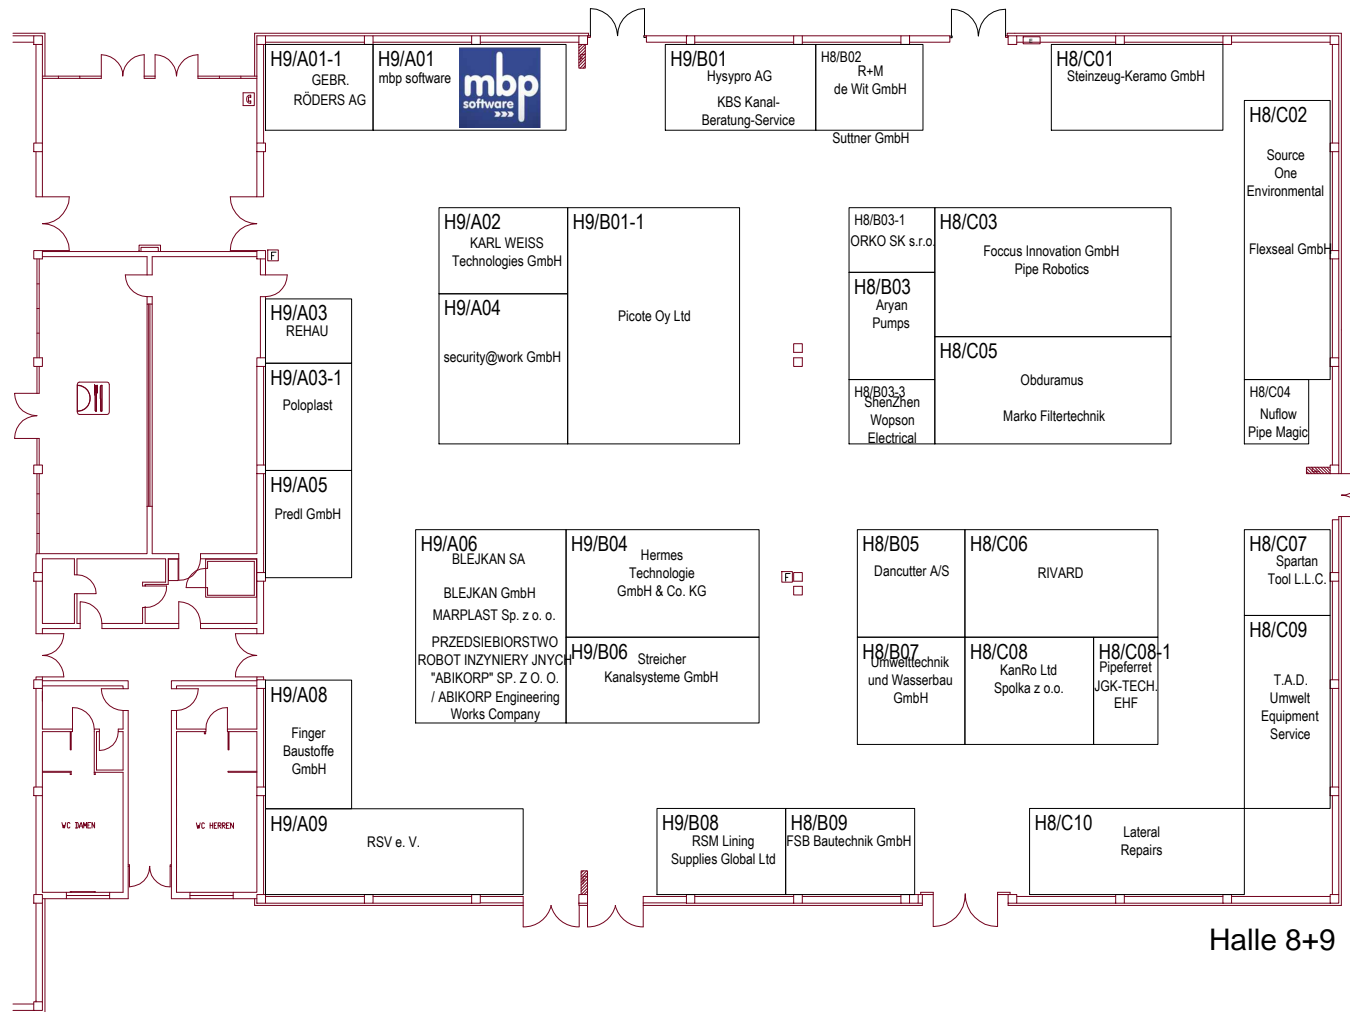 H9/A01-1
GEBR.
RÖDERS AG
H9/A01
mbp software
mbp
software
»»»
H9/B01
Hysypro AG
KBS Kanal-
Beratung-Service
H8/B02
R+M
de Wit GmbH
Suttner GmbH
H8/C01
Steinzeug-Keramo GmbH
H8/C02
Source
One
Environmental
Flexseal GmbH
H9/A02
KARL WEISS
Technologies GmbH
H9/B01-1
Picote Oy Ltd
H8/B03-1
ORKO SK s.r.o.
H8/C03
Foccus Innovation GmbH
Pipe Robotics
F
H9/A03
REHAU
H9/A04
security@work GmbH
H8/B03
Aryan
Pumps
H8/C05
Obduramus
Marko Filtertechnik
H9/A03-1
Poloplast
H8/B03-3
ShenZhen
Wopson
Electrical
H8/C04
Nuflow
Pipe Magic
H9/A05
Predl GmbH
H9/A06
BLEJKAN SA
BLEJKAN GmbH
MARPLAST Sp. z o. o.
PRZEDSIEBIORSTWO
ROBOT INZYNIERY JNYCH
"ABIKORP" SP. Z O. O.
/ ABIKORP Engineering
Works Company
H9/B04
Hermes
Technologie
GmbH & Co. KG
F
H8/B05
Dancutter A/S
H8/C06
RIVARD
H8/C07
Spartan
Tool L.L.C.
H9/B06
Streicher
Kanalsysteme GmbH
H8/B07
Umwelttechnik
und Wasserbau
GmbH
H8/C08
KanRo Ltd
Spolka z o.o.
H8/C08-1
Pipeferret
JGK-TECH.
EHF
H8/C09
T.A.D.
Umwelt
Equipment
Service
H9/A08
Finger
Baustoffe
GmbH
WC DAMEN
WC HERREN
H9/A09
RSV e. V.
H9/B08
RSM Lining
Supplies Global Ltd
H8/B09
FSB Bautechnik GmbH
H8/C10
Lateral
Repairs
Halle 8+9